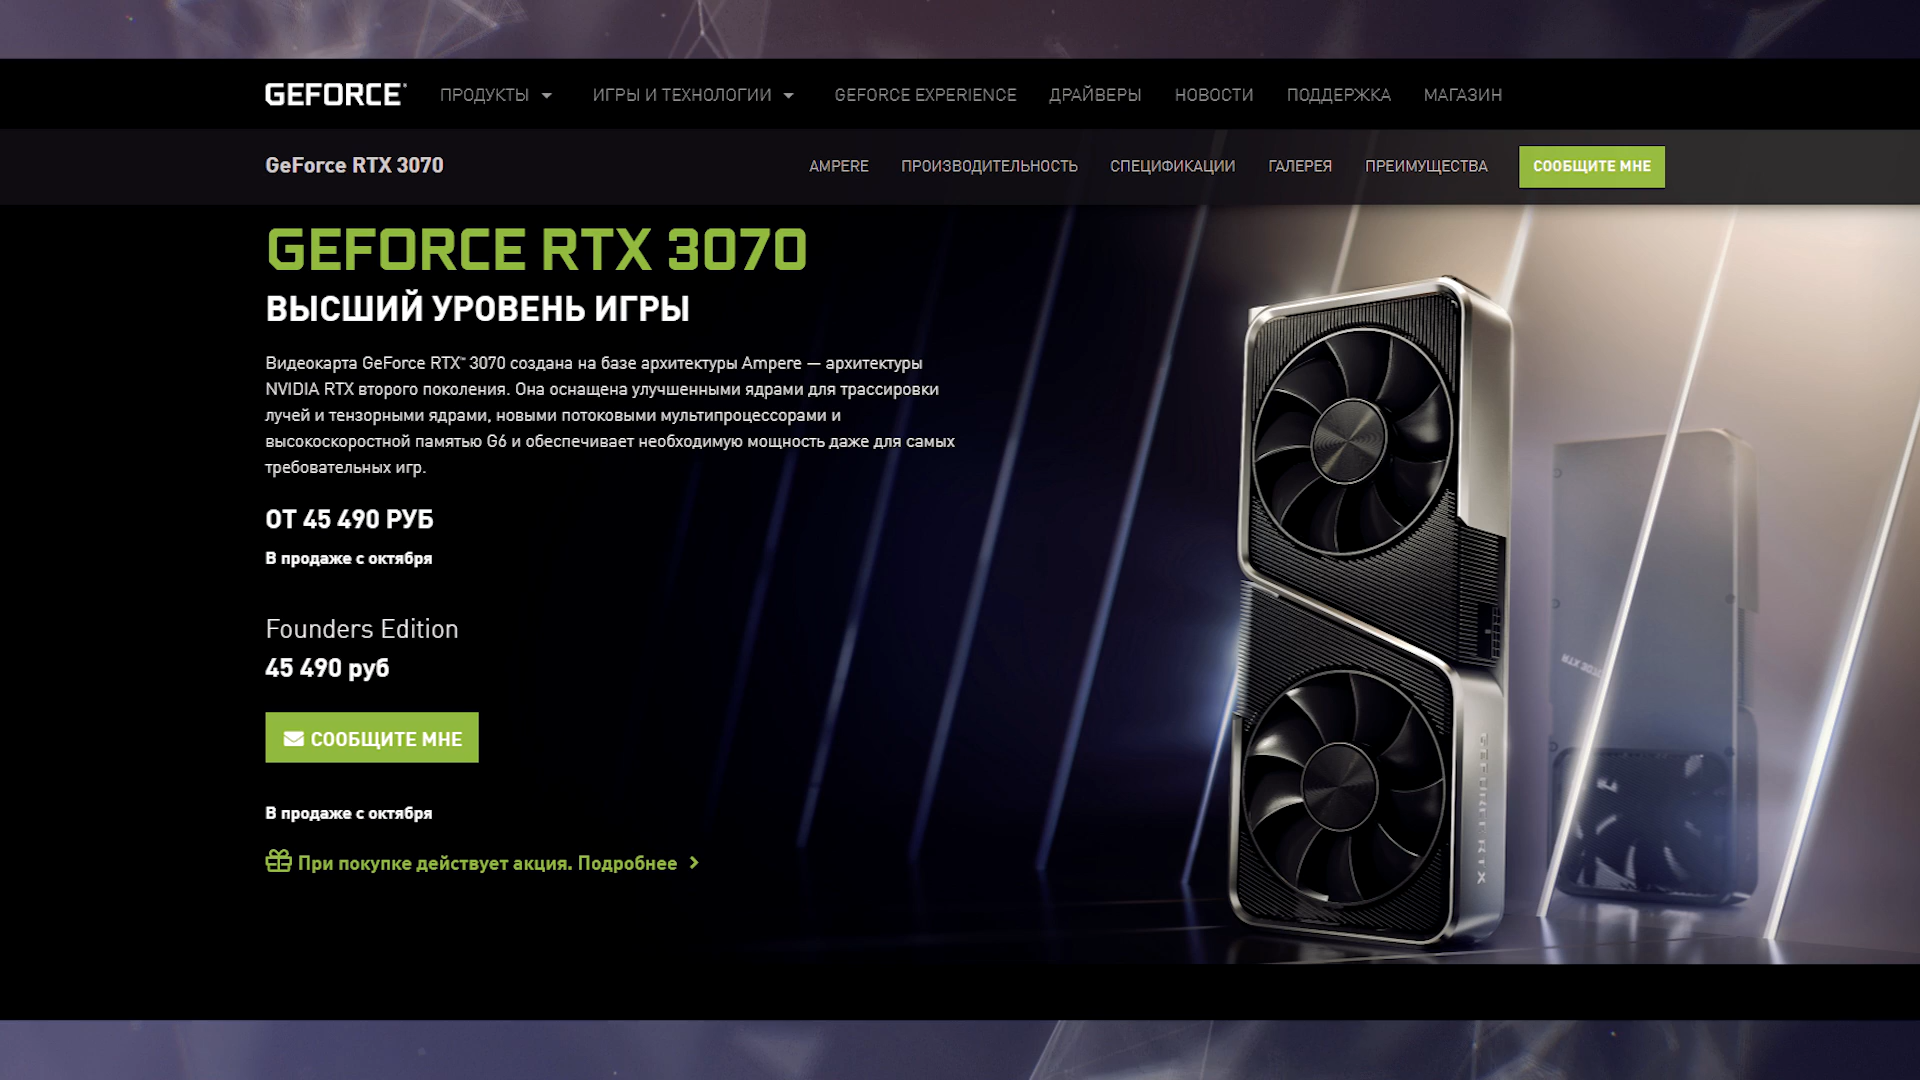 GEFORCE
ПРОДУКТЫ
ИГРЫ И ТЕХНОЛОГИИ
GEFORCE EXPERIENCE
ДРАЙВЕРЫ
НОВОСТИ
ПОДДЕРЖКА
МАГАЗИН
GeForce RTX 3070
AMPERE
ПРОИЗВОДИТЕЛЬНОСТЬ
СПЕЦИФИКАЦИИ
ГАЛЕРЕЯ
ПРЕИМУЩЕСТВА
СООБЩИТЕ МНЕ
GEFORCE RTX 3070
ВЫСШИЙ УРОВЕНЬ ИГРЫ
Видеокарта GeForce RTX™ 3070 создана на базе архитектуры Ampere — архитектуры
NVIDIA RTX второго поколения. Она оснащена улучшенными ядрами для трассировки
лучей и тензорными ядрами, новыми потоковыми мультипроцессорами и
высокоскоростной памятью G6 и обеспечивает необходимую мощность даже для самых
требовательных игр.
ОТ 45 490 РУБ
В продаже с октября
Founders Edition
45 490 руб
СООБЩИТЕ МНЕ
В продаже с октября
При покупке действует акция. Подробнее
GEFORCE RTX
RTX 3070